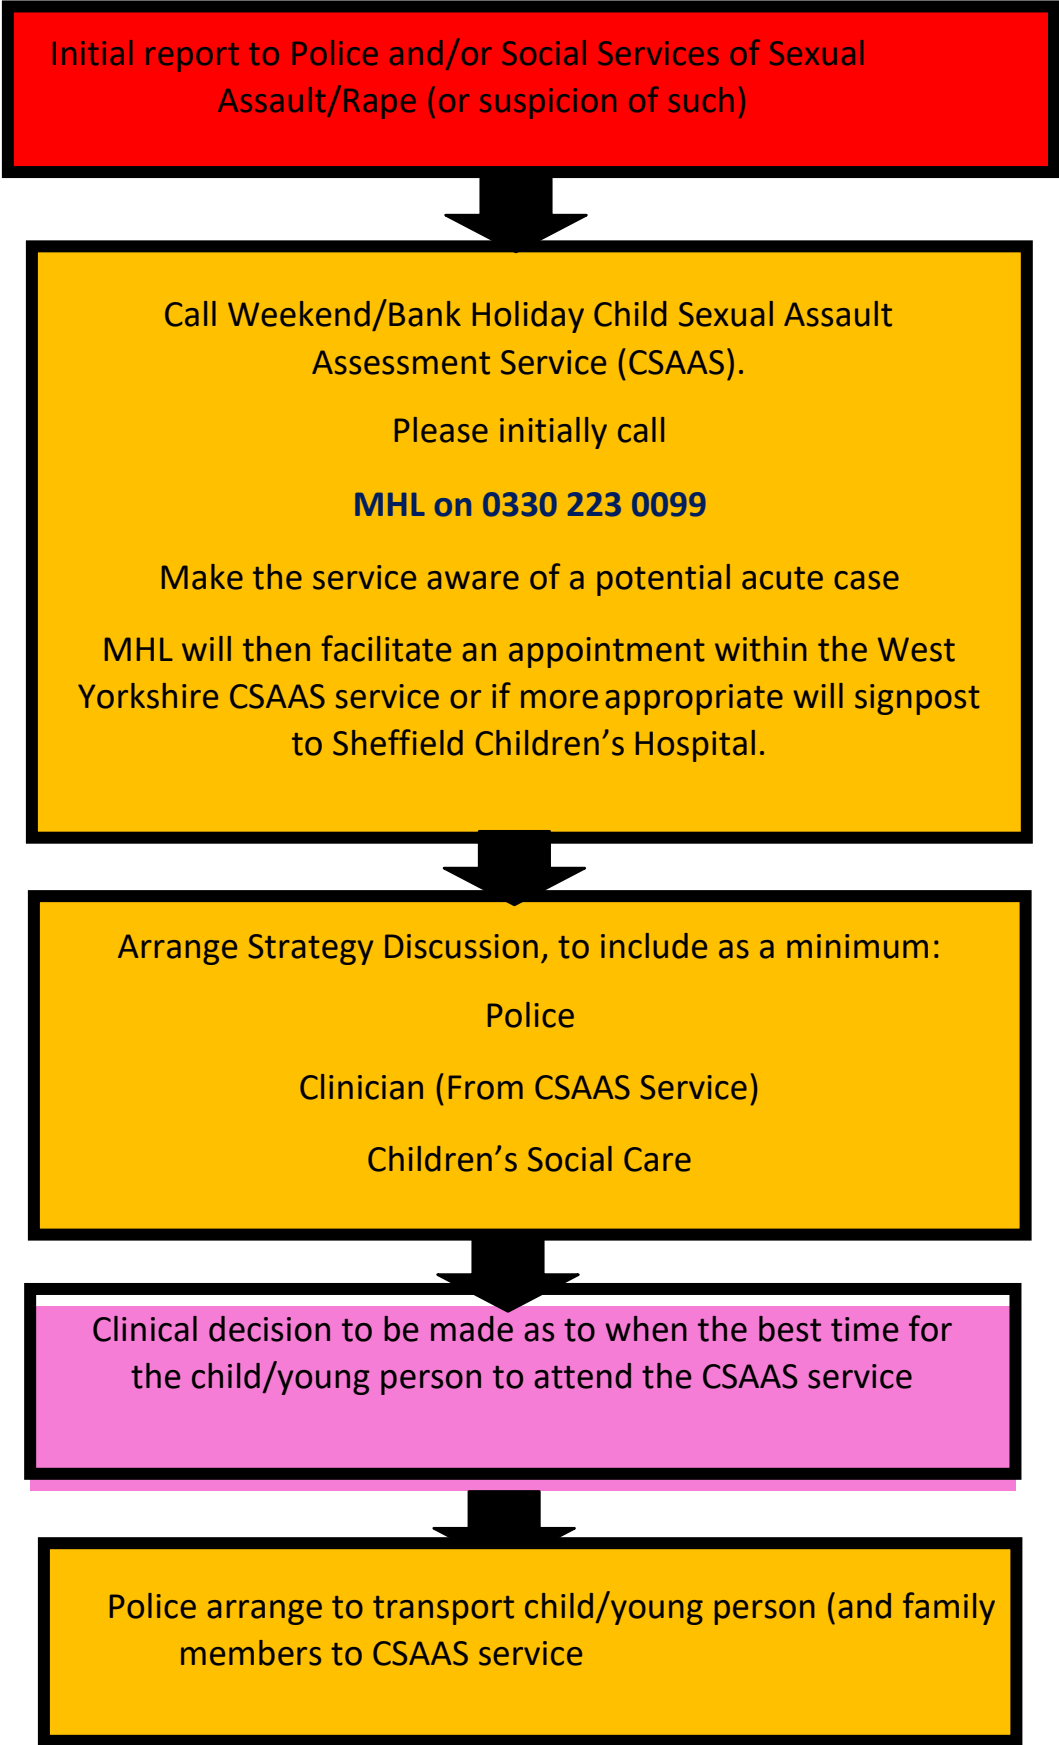 Initial report to Police and/or Social Services of Sexual
Assault/Rape (or suspicion of such)
Call Weekend/Bank Holiday Child Sexual Assault
Assessment Service (CSAAS).
Please initially call
MHL on 0330 223 0099
Make the service aware of a potential acute case
MHL will then facilitate an appointment within the West
Yorkshire CSAAS service or if more appropriate will signpost
to Sheffield Children’s Hospital.
Arrange Strategy Discussion, to include as a minimum:
Police
Clinician (From CSAAS Service)
Children’s Social Care
Clinical decision to be made as to when the best time for
the child/young person to attend the CSAAS service
Police arrange to transport child/young person (and family
members to CSAAS service